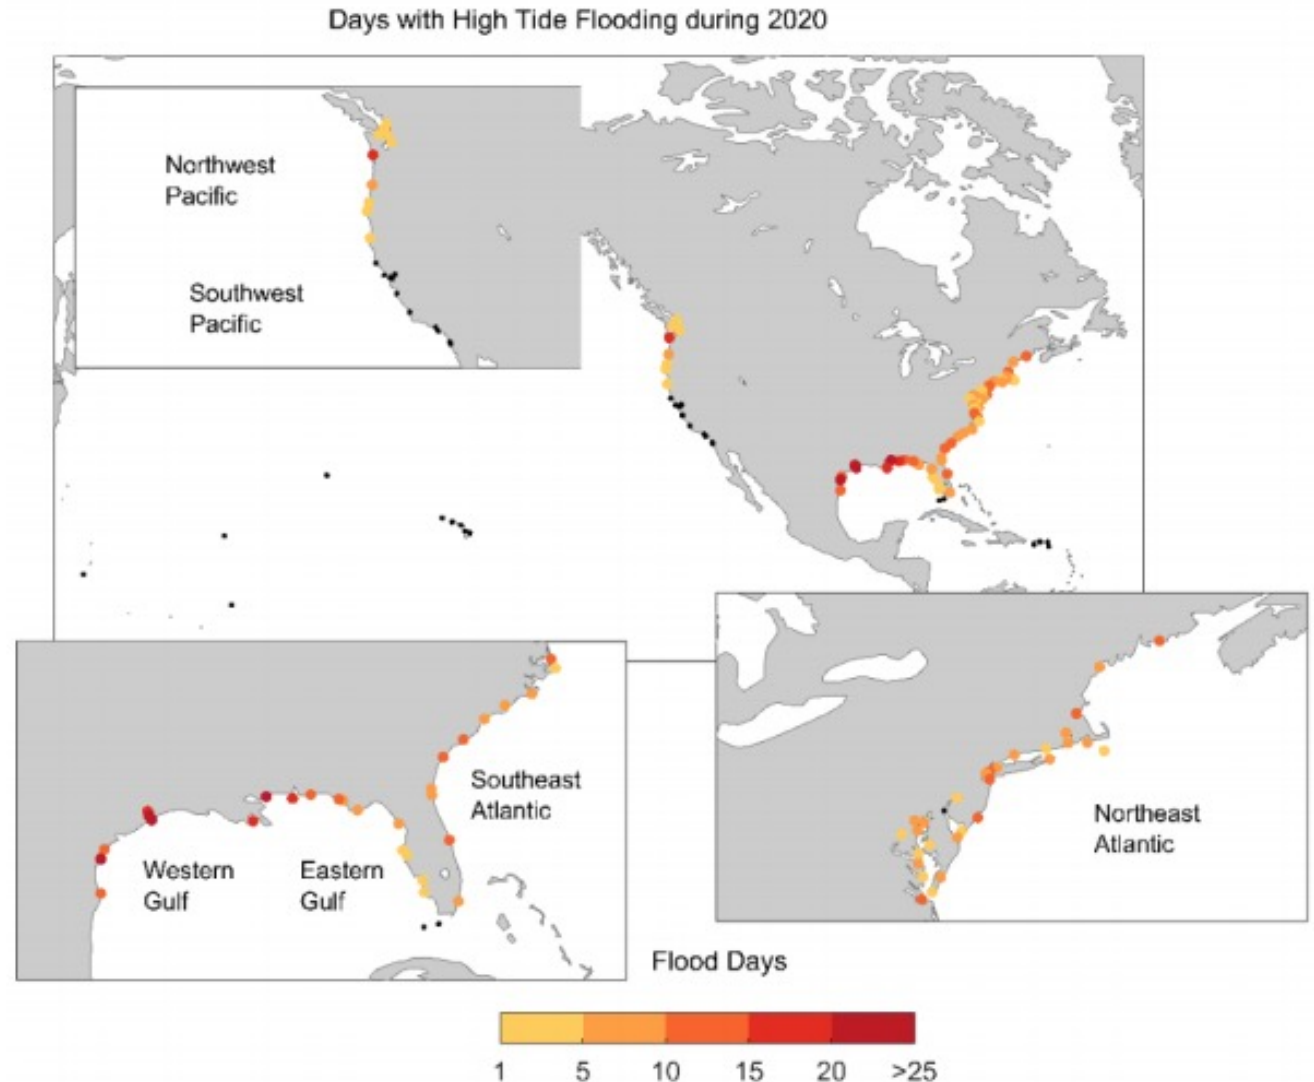 Days with High Tide Flooding during 2020
Northwest
Pacific
Southwest
Pacific
Southeast
Atlantic
Western
Gulf
Eastern
Gulf
Northeast
Atlantic
Flood Days
1 5 10 15 20 >25